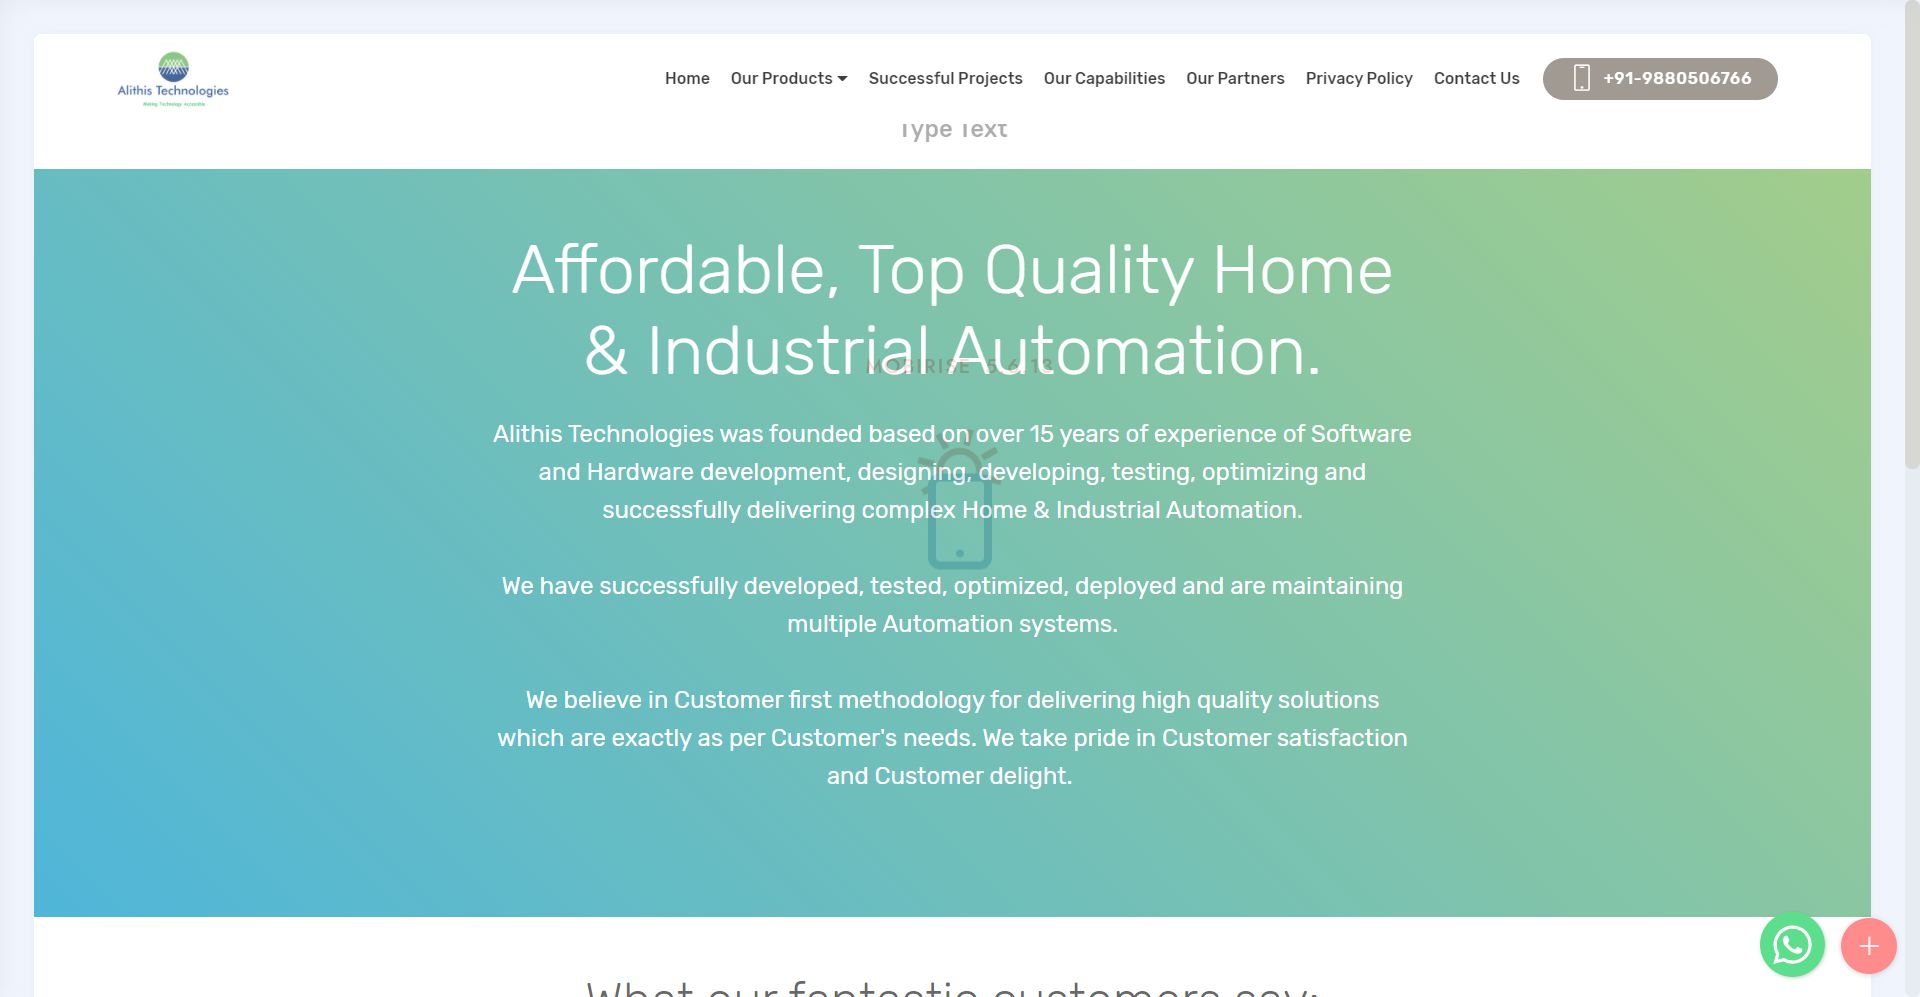 Alithis Technologies
Making Technology Accessible
Home Our Products Successful Projects Our Capabilities Our Partners Privacy Policy Contact Us +91-9880506766
Type Text
Affordable, Top Quality Home
& Industrial Automation.
MOBIRISE 5.6.13
Alithis Technologies was founded based on over 15 years of experience of Software
and Hardware development, designing, developing, testing, optimizing and
successfully delivering complex Home & Industrial Automation.
We have successfully developed, tested, optimized, deployed and are maintaining
multiple Automation systems.
We believe in Customer first methodology for delivering high quality solutions
which are exactly as per Customer's needs. We take pride in Customer satisfaction
and Customer delight.
What our fantastic customers say: